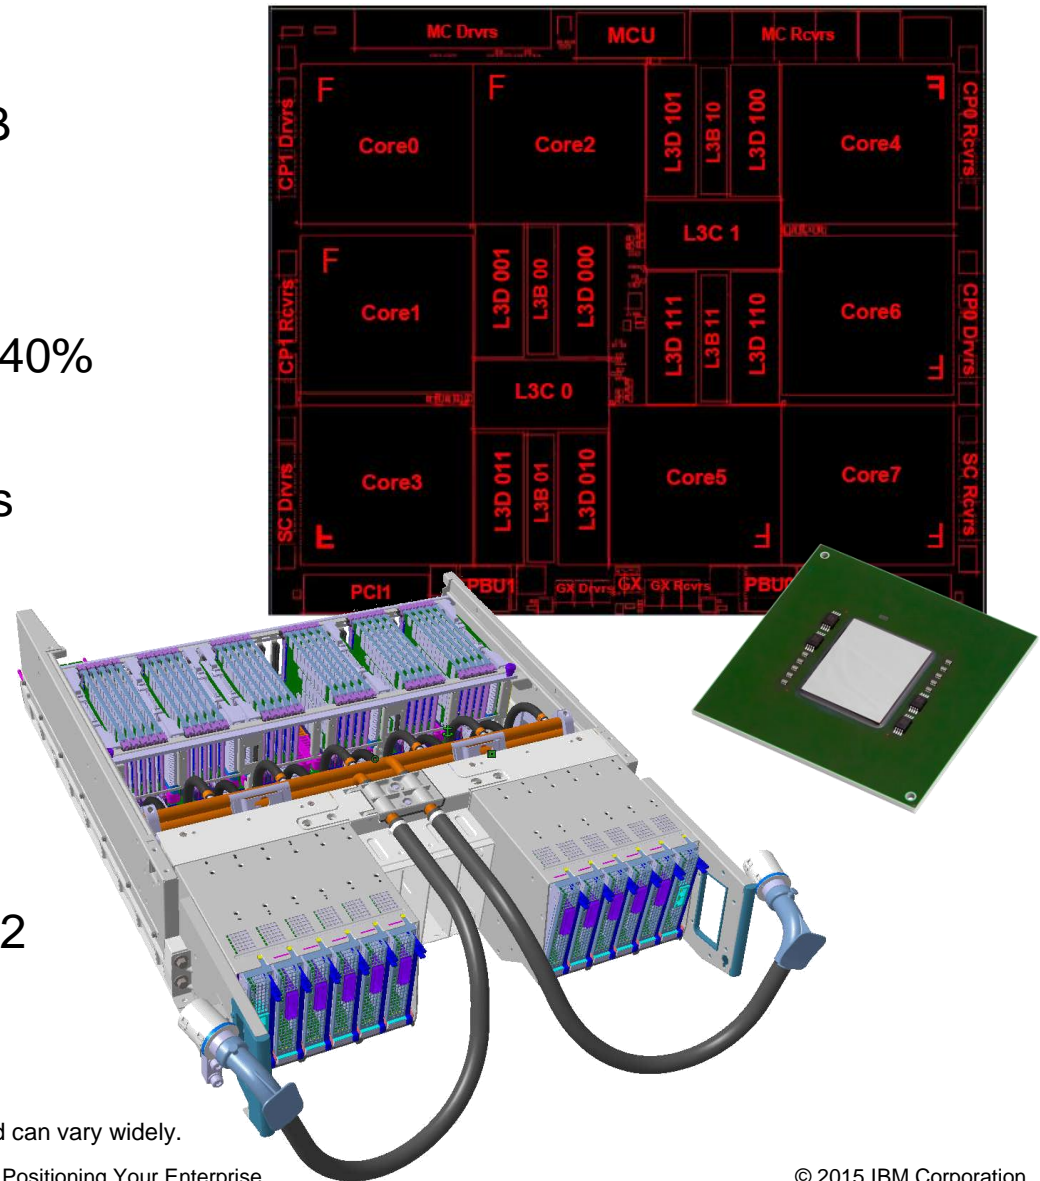 MC Drvrs
MCU
MC Rcvrs
F
F
F
B
CP1 Drvrs
Core0
Core2
L3D 101
L3B 10
L3D 100
Core4
CP0 Rcvrs
L3C 1
F
CP1 Rcvrs
Core1
L3D 001
L3B 00
L3D 000
L3D 111
L3B 11
L3D 110
Core6
CP0 Drvrs
F
40%
L3C 0
SC Drvrs
Core3
L3D 011
L3B 01
L3D 010
Core5
Core7
SC Rcvrs
s
F
F
F
PCI1
PBU1
GX Drvrs
GX
GX Rcvrs
PBU
2
d can vary widely.
Positioning Your Enterprise
© 2015 IBM Corporation